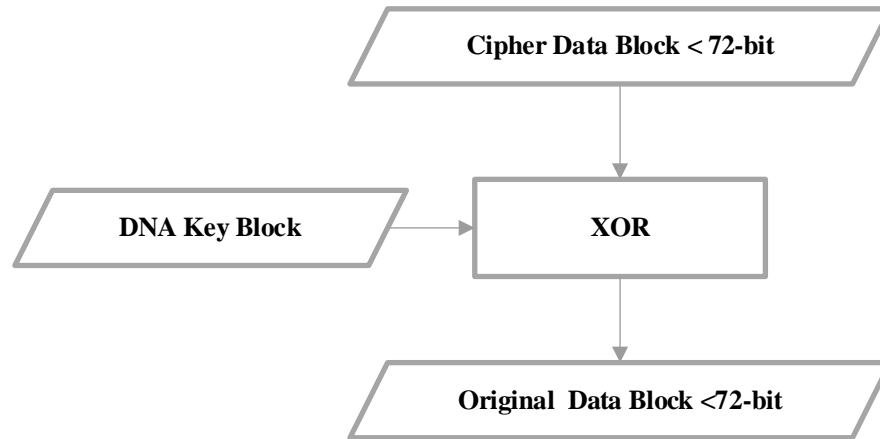 Cipher Data Block < 72-bit
DNA Key Block
XOR
Original  Data Block <72-bit